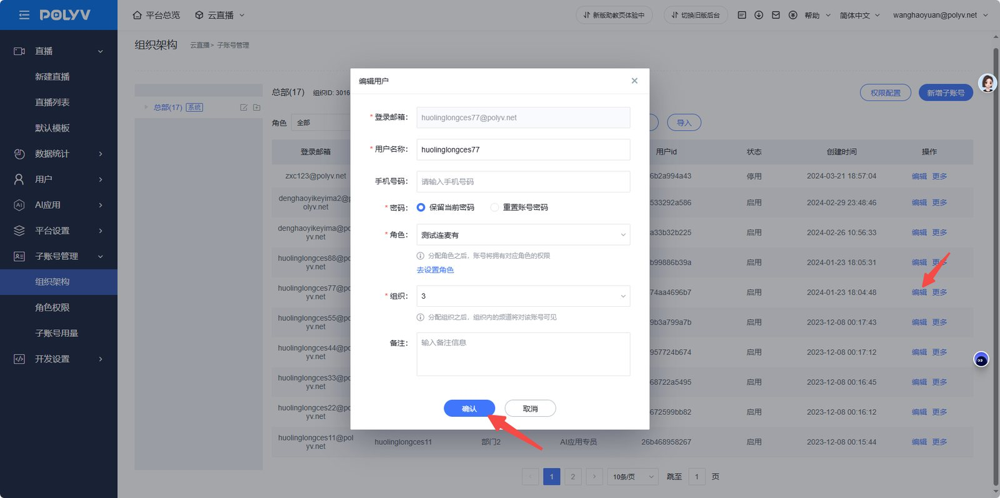 POLYV
平台总览
云直播
新版助教页体验中
切换旧版后台
帮助
简体中文
wanghaoyuan@polyv.net
直播
新建直播
直播列表
默认模板
数据统计
用户
AI应用
平台设置
子账号管理
组织架构
角色权限
子账号用量
开发设置
组织架构
云直播> 子账号管理
总部(17) 系统
总部(17) 组织ID: 3016
权限配置
新增子账号
角色 全部
导入
登录邮箱 用户id 状态 创建时间 操作
zxc123@polyv.net 6b2a994a43 停用 2024-03-21 18:57:04 编辑 更多
denghaoyikeyima2@p
olyv.net
533292a586 启用 2024-02-29 23:48:46 编辑 更多
denghaoyikeyima@po
yv.net
a33b32b225 启用 2024-02-26 10:56:33 编辑 更多
huolinglongces88@po
yv.net
b99886b39a 启用 2024-01-23 18:05:31 编辑 更多
huolinglongces77@po
yv.net
74aa4696b7 启用 2024-01-23 18:04:48 编辑 更多
huolinglongces55@po
yv.net
9b3a799a7b 启用 2023-12-08 00:17:43 编辑 更多
huolinglongces44@po
yv.net
957724b674 启用 2023-12-08 00:17:12 编辑 更多
huolinglongces33@po
yv.net
68722a5495 启用 2023-12-08 00:16:45 编辑 更多
huolinglongces22@po
yv.net
672599bb82 启用 2023-12-08 00:16:12 编辑 更多
huolinglongces11@pol
yv.net
huolinglongces11 部门2 AI应用专员 26b468958267 启用 2023-12-08 00:15:44 编辑 更多
1 2 10条/页 跳至 1 页
编辑用户
* 登录邮箱: huolinglongces77@polyv.net
* 用户名称: huolinglongces77
手机号码: 请输入手机号码
* 密码: 保留当前密码 重置账号密码
* 角色: 测试连麦有
分配角色之后，账号将拥有对应角色的权限
去设置角色
* 组织: 3
分配组织之后，组织内的频道将对该账号可见
备注: 输入备注信息
确认 取消